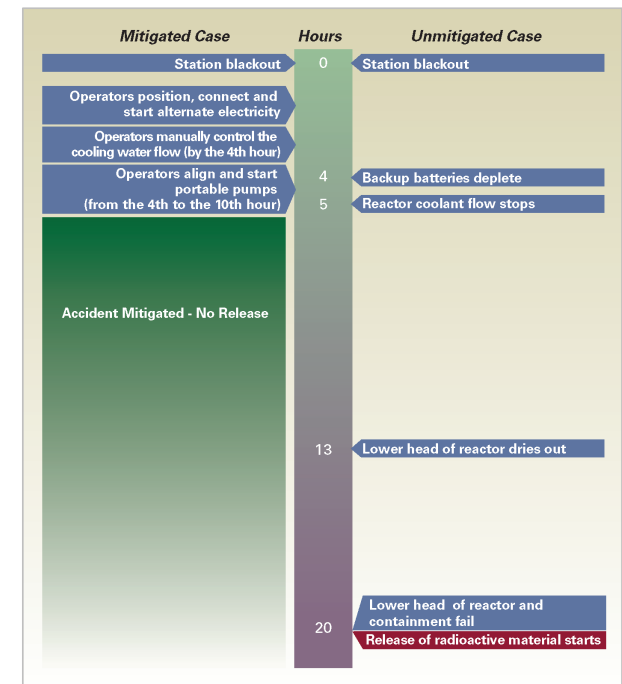 Mitigated Case Hours Unmitigated Case
Station blackout 0 Station blackout
Operators position, connect and
start alternate electricity
Operators manually control the
cooling water flow (by the 4th hour)
Operators align and start
portable pumps
(from the 4th to the 10th hour)
4 Backup batteries deplete
5 Reactor coolant flow stops
Accident Mitigated - No Release
13 Lower head of reactor dries out
Lower head of reactor and
containment fail
20
Release of radioactive material starts